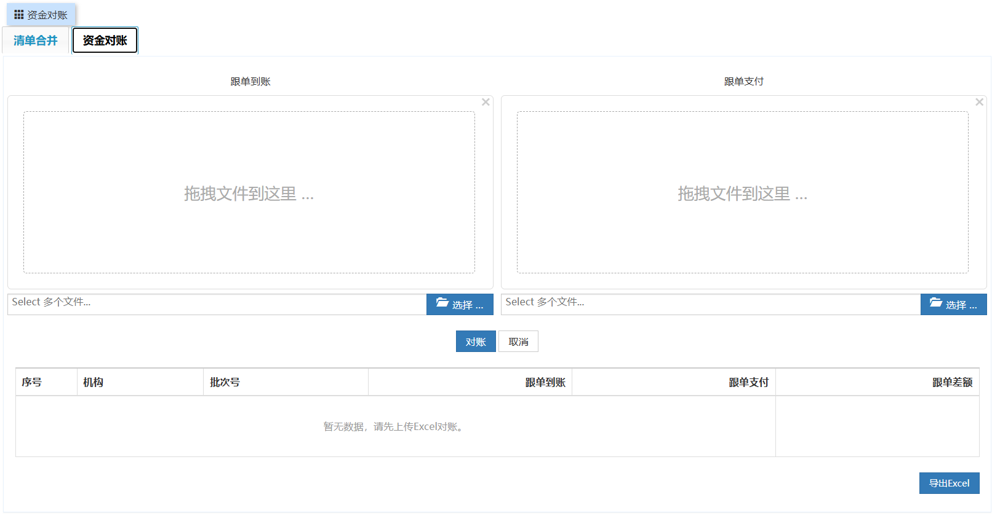 资金对账
清单合并 资金对账
跟单到账 跟单支付
拖拽文件到这里 ... 拖拽文件到这里 ...
Select 多个文件... 选择 ... Select 多个文件... 选择 ...
对账 取消
序号 机构 批次号 跟单到账 跟单支付 跟单差额
暂无数据，请先上传Excel对账。
导出Excel